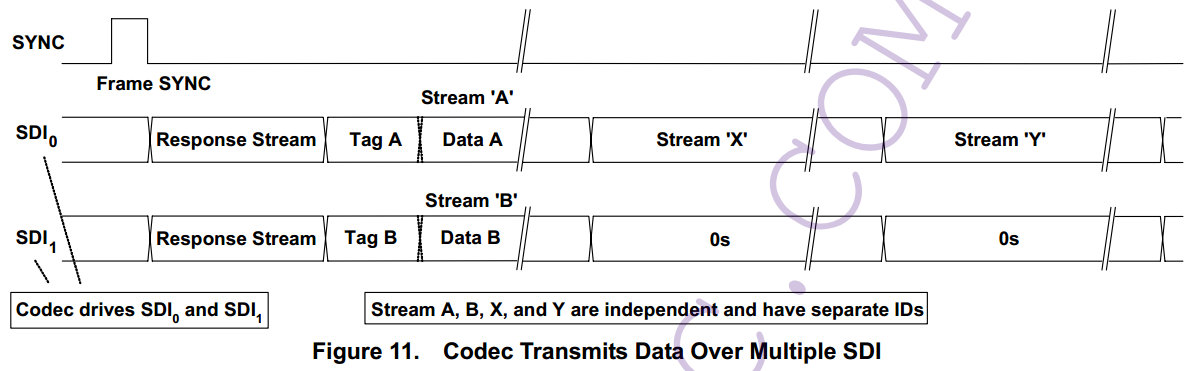 SYNC
Frame SYNC
Stream 'A'
SDI0 Response Stream Tag A Data A Stream 'X' Stream 'Y'
Stream 'B'
SDI1 Response Stream Tag B Data B 0s 0s
Codec drives SDI0 and SDI1 Stream A, B, X, and Y are independent and have separate IDs
Figure 11. Codec Transmits Data Over Multiple SDI
C.COM